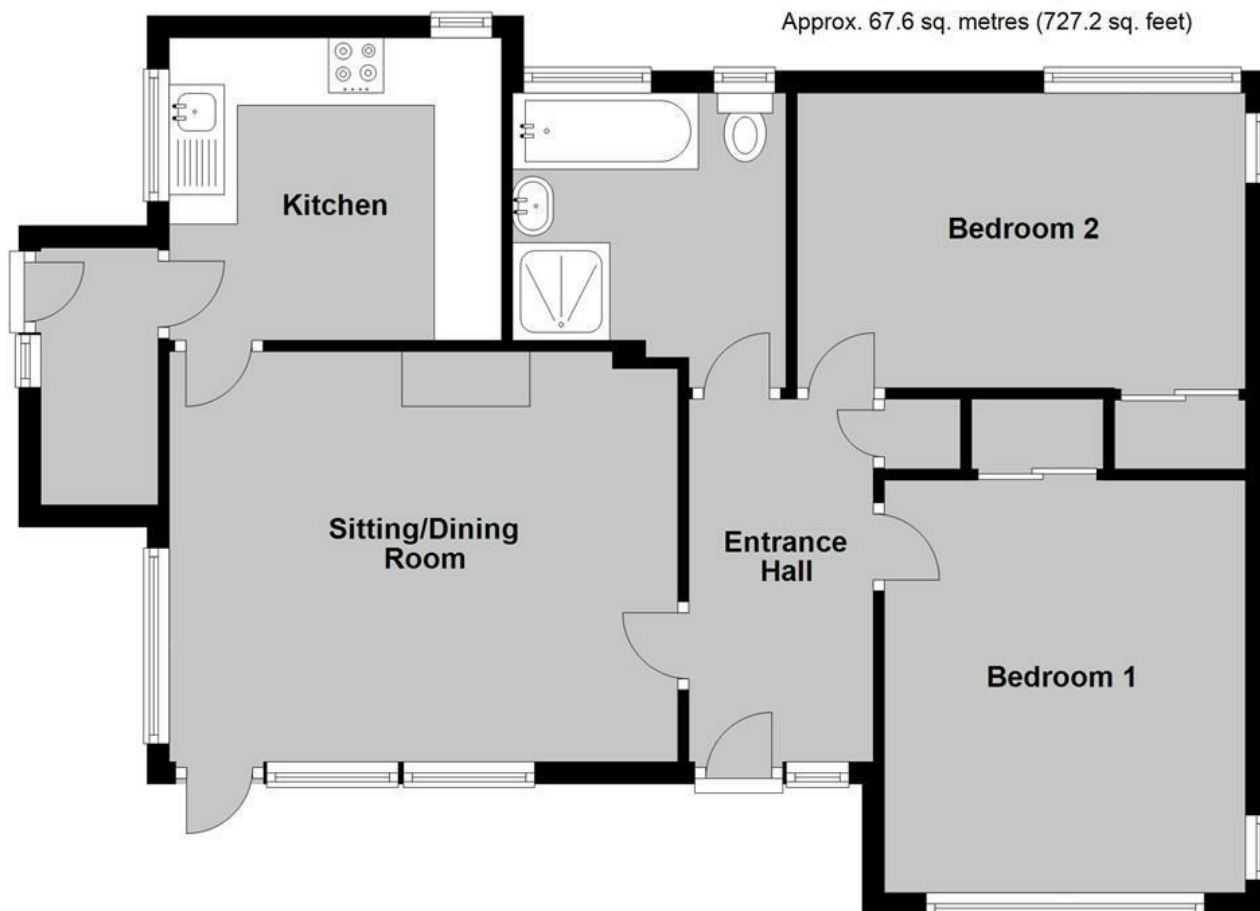 Approx. 67.6 sq. metres (727.2 sq. feet)
Kitchen
Bedroom 2
Sitting/Dining
Room
Entrance
Hall
Bedroom 1